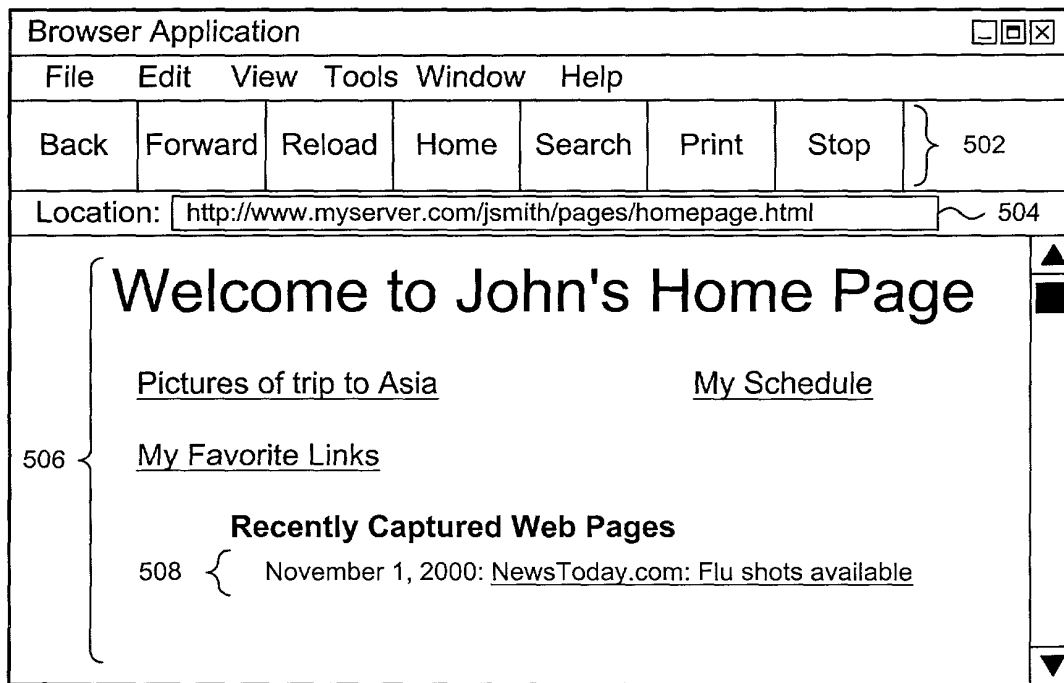 Browser Application
File Edit View Tools Window Help
Back Forward Reload Home Search Print Stop 502
Location: http://www.myserver.com/jsmith/pages/homepage.html 504
Welcome to John's Home Page
Pictures of trip to Asia My Schedule
506 My Favorite Links
Recently Captured Web Pages
508 November 1, 2000: NewsToday.com: Flu shots available